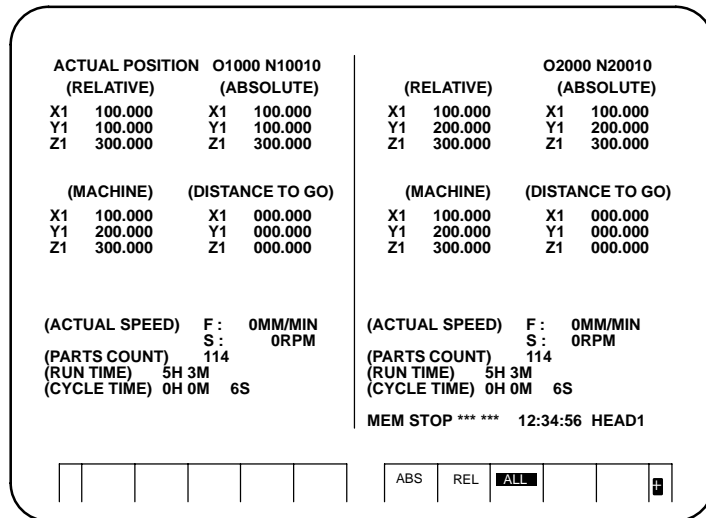 ACTUAL POSITION O1000 N10010
(RELATIVE) (ABSOLUTE)
X1 100.000 X1 100.000
Y1 100.000 Y1 100.000
Z1 300.000 Z1 300.000
(MACHINE) (DISTANCE TO GO)
X1 100.000 X1 000.000
Y1 200.000 Y1 000.000
Z1 300.000 Z1 000.000
(ACTUAL SPEED) F : 0MM/MIN
S : 0RPM
(PARTS COUNT) 114
(RUN TIME) 5H 3M
(CYCLE TIME) 0H 0M 6S
O2000 N20010
(RELATIVE) (ABSOLUTE)
X1 100.000 X1 100.000
Y1 200.000 Y1 200.000
Z1 300.000 Z1 300.000
(MACHINE) (DISTANCE TO GO)
X1 100.000 X1 000.000
Y1 200.000 Y1 000.000
Z1 300.000 Z1 000.000
(ACTUAL SPEED) F : 0MM/MIN
S : 0RPM
(PARTS COUNT) 114
(RUN TIME) 5H 3M
(CYCLE TIME) 0H 0M 6S
MEM STOP *** *** 12:34:56 HEAD1
ABS REL ALL +